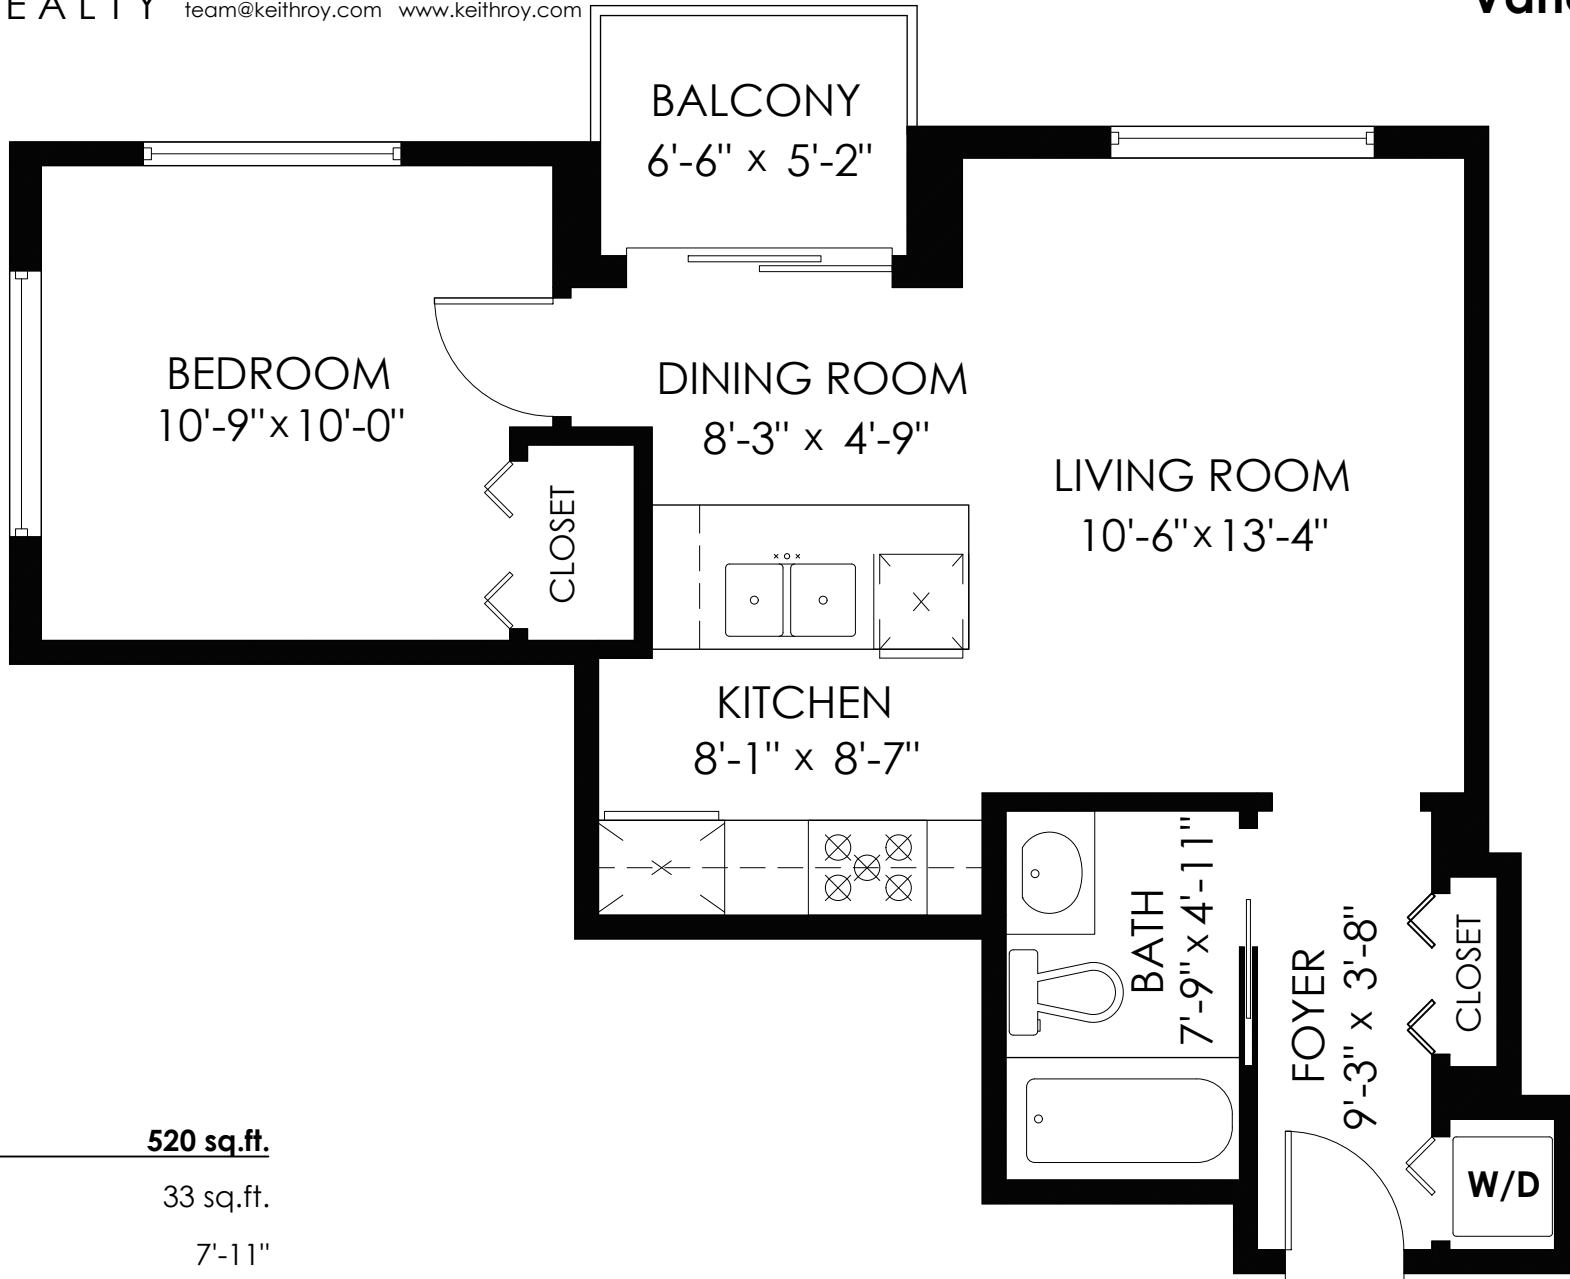 EALTY team@keithroy.com www.keithroy.com
BALCONY
6'-6" x 5'-2"
BEDROOM
10'-9" x 10'-0"
DINING ROOM
8'-3" x 4'-9"
LIVING ROOM
10'-6" x 13'-4"
CLOSET
KITCHEN
8'-1" x 8'-7"
BATH
7'-9" x 4'-11"
FOYER
9'-3" x 3'-8"
CLOSET
W/D
520 sq.ft.
33 sq.ft.
7'-11"